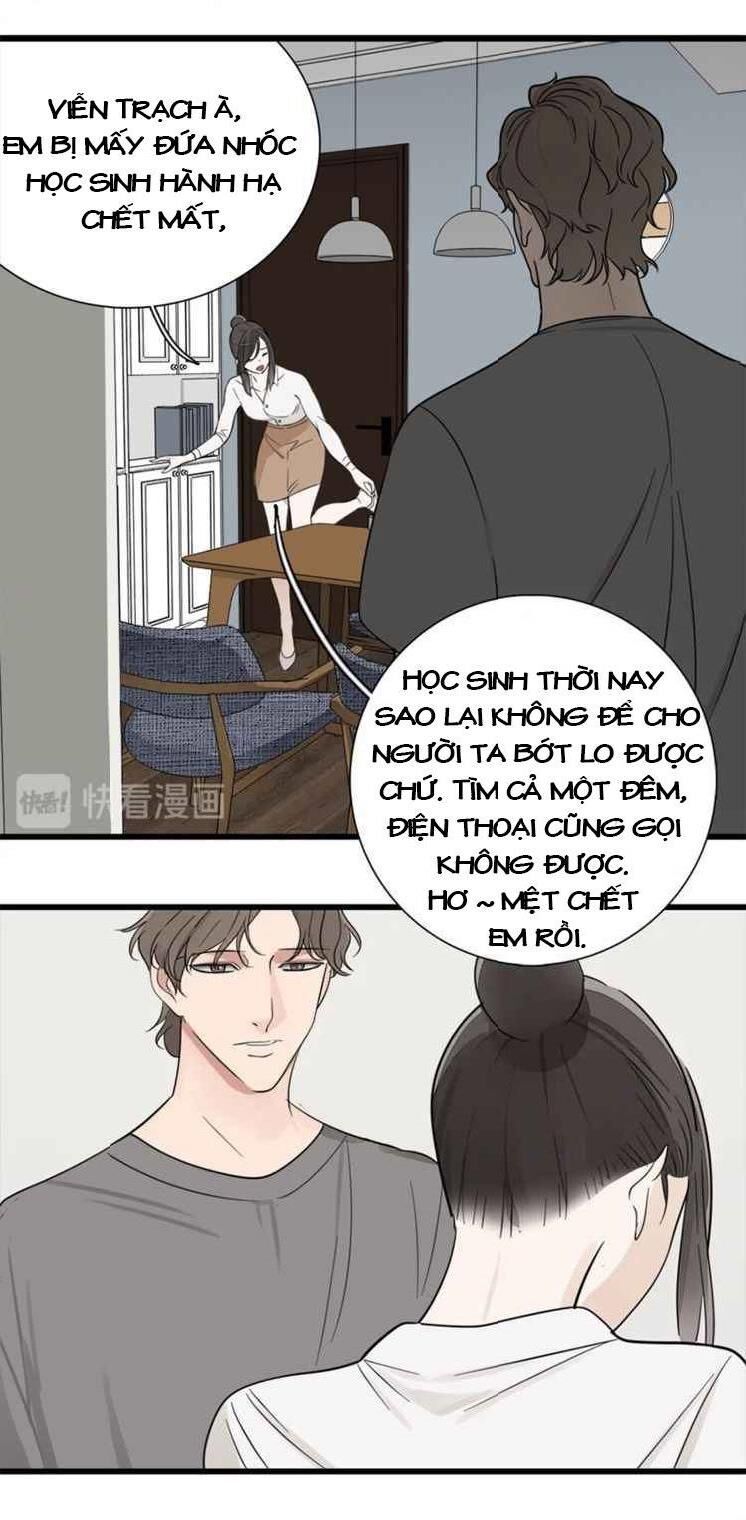 VIỄN TRẠCH À,
EM BỊ MẤY ĐỨA NHÓC
HỌC SINH HÀNH HẠ
CHẾT MẤT,
HỌC SINH THỜI NAY
SAO LẠI KHÔNG ĐỂ CHO
NGƯỜI TA BỚT LO ĐƯỢC
CHỨ. TÌM CẢ MỘT ĐÊM,
ĐIỆN THOẠI CŨNG GỌI
KHÔNG ĐƯỢC.
HƠ ~ MỆT CHẾT
EM RỒI.
快看! 快看漫画